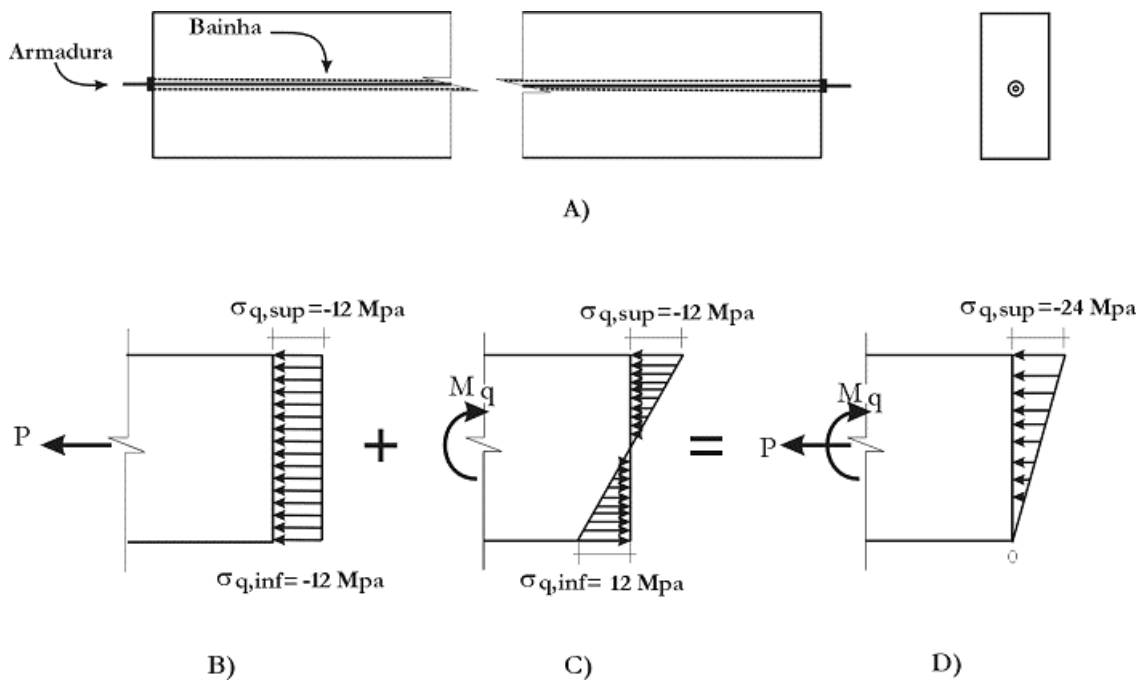 Bainha
Armadura
A)
σq,sup=-12 Mpa
σq,sup=-12 Mpa
σq,sup=-24 Mpa
P
+
Mq
=
P
Mq
0
σq,inf= -12 Mpa
σq,inf= 12 Mpa
B)
C)
D)